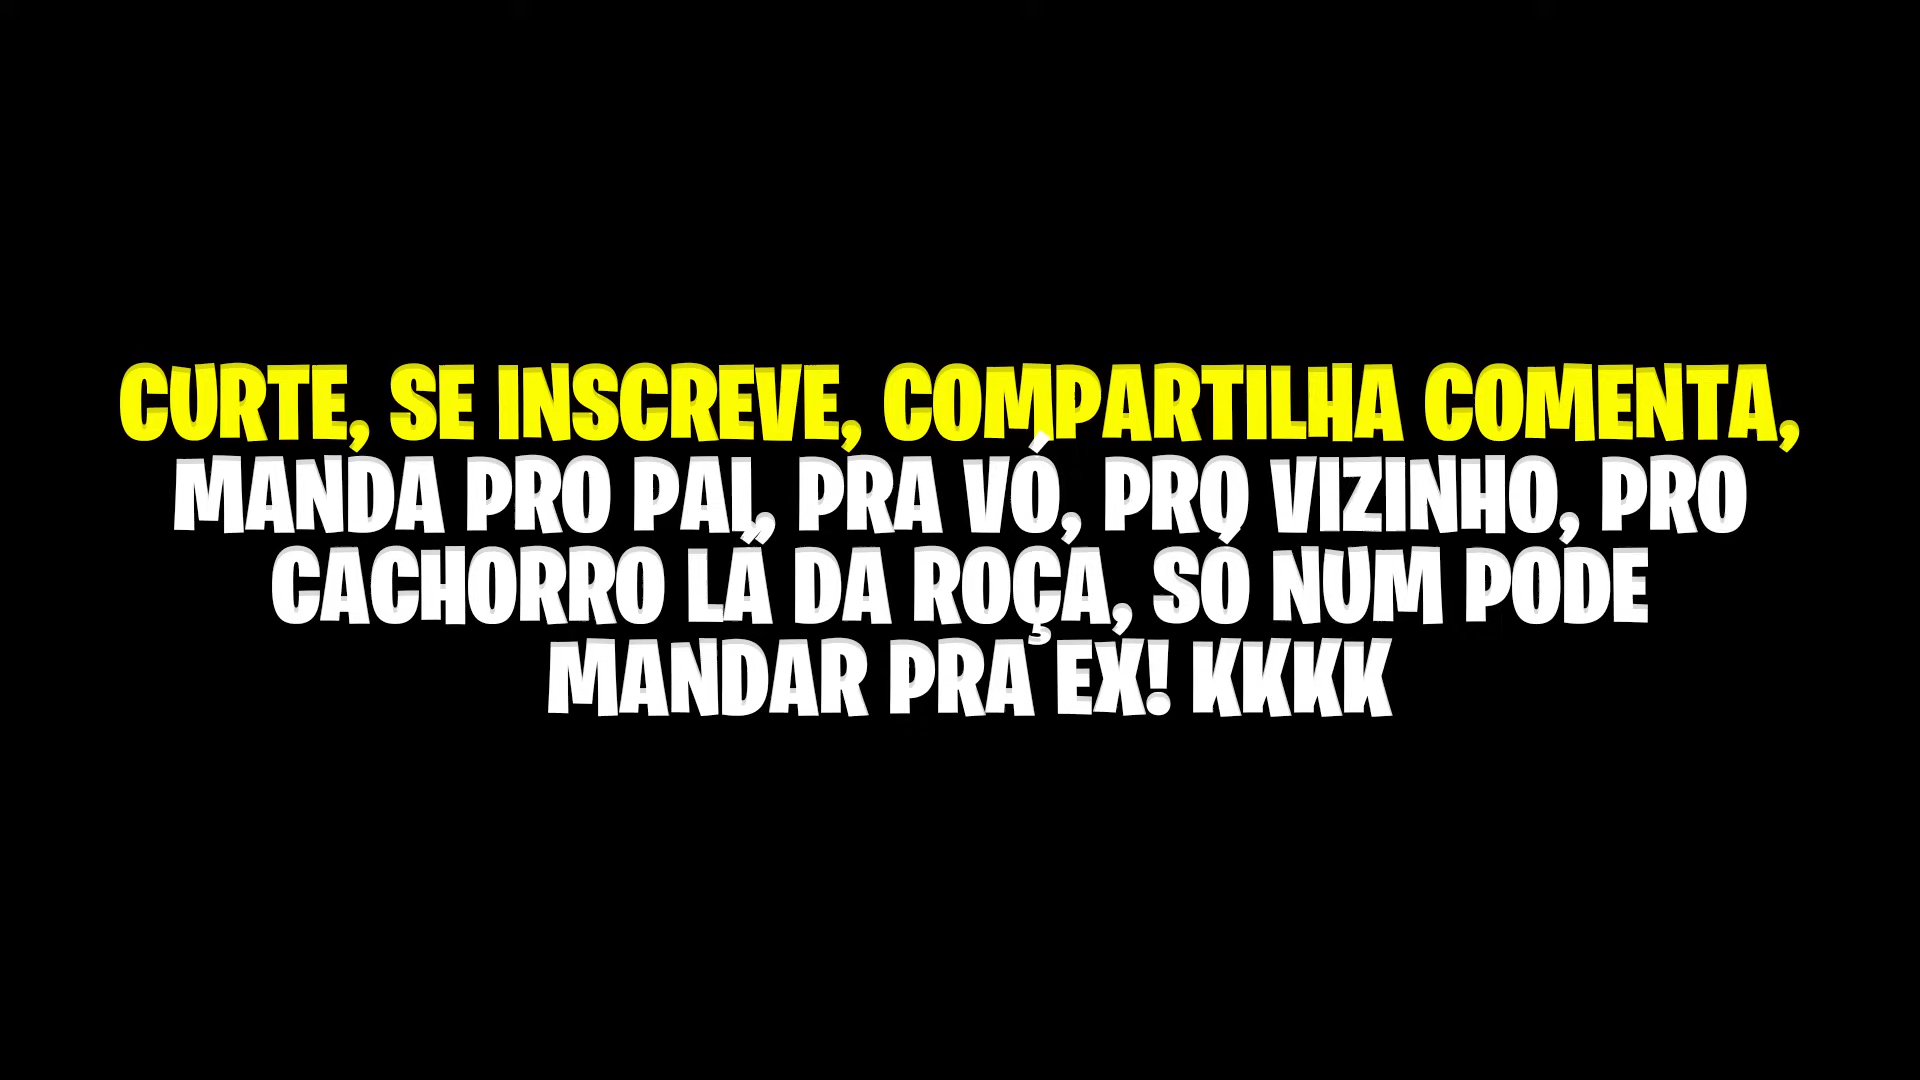 CURTE, SE INSCREVE, COMPARTILHA COMENTA,
MANDA PRO PAI, PRA VÓ, PRO VIZINHO, PRO
CACHORRO LÁ DA ROÇA, SÓ NUM PODE
MANDAR PRA EX! KKKK